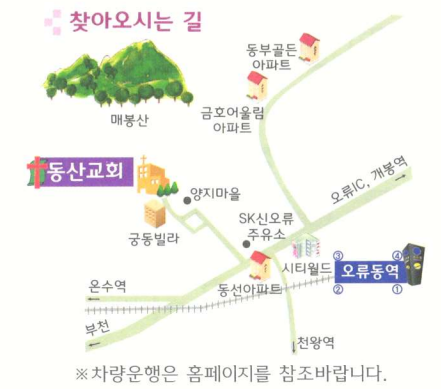 찾아오시는 길
동부골든
아파트
매봉산
금호어울림
아파트
동산교회
양지마을
오류IC, 개봉역
궁동빌라
SK신오류
주유소
시티월드
③
④
오류동역
②
①
온수역
동선아파트
부천
천왕역
※차량운행은 홈페이지를 참조바랍니다.